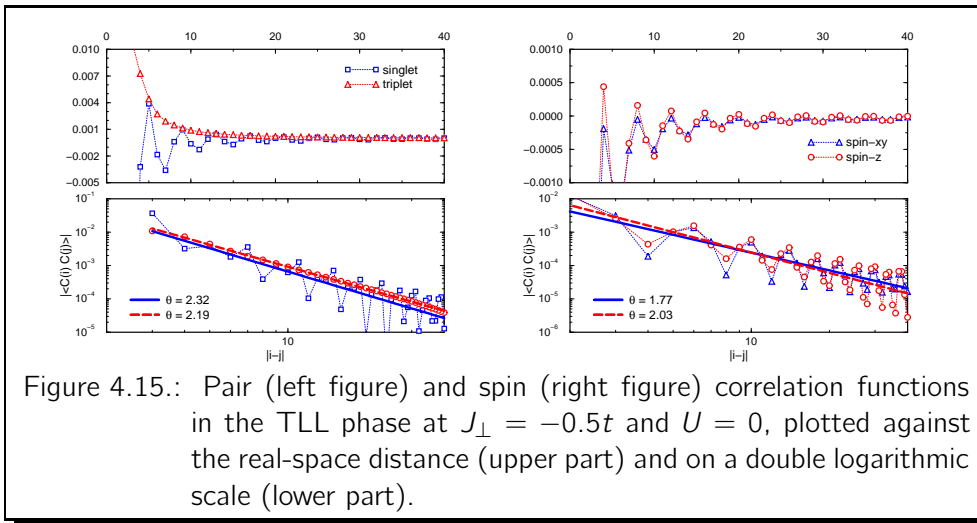 0 10 20 30 40
0.010
0.007
0.004
0.001
−0.002
−0.005
singlet
triplet
10⁻¹
10⁻²
10⁻³
10⁻⁴
10⁻⁵
10⁻⁶
|<C(i) C(j)>|
θ = 2.32
θ = 2.19
10
|i−j|
0 10 20 30 40
0.0010
0.0005
0.0000
−0.0005
−0.0010
spin−xy
spin−z
10⁻²
10⁻³
10⁻⁴
10⁻⁵
10⁻⁶
|<C(i) C(j)>|
θ = 1.77
θ = 2.03
10
|i−j|
Figure 4.15.: Pair (left figure) and spin (right figure) correlation functions
in the TLL phase at J⊥ = −0.5t and U = 0, plotted against
the real-space distance (upper part) and on a double logarithmic
scale (lower part).